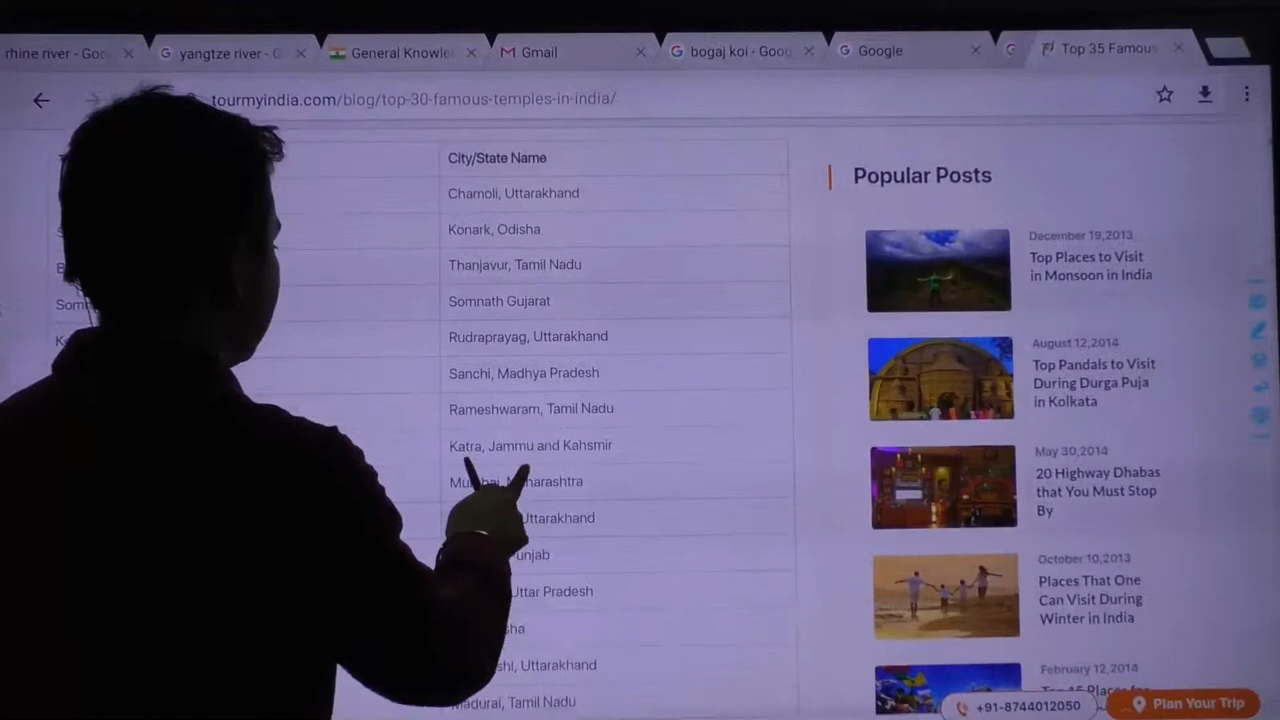 rhine river - Goo
yangtze river - G
General Knowle
Gmail
bogaj koi - Goog
Google
Top 35 Famous
tourmyindia.com/blog/top-30-famous-temples-in-india/
City/State Name
Chamoli, Uttarakhand
Konark, Odisha
Thanjavur, Tamil Nadu
Somnath Gujarat
Rudraprayag, Uttarakhand
Sanchi, Madhya Pradesh
Rameshwaram, Tamil Nadu
Katra, Jammu and Kahsmir
Uttarakhand
Uttar Pradesh
Uttarakhand
Madurai, Tamil Nadu
Popular Posts
December 19,2013
Top Places to Visit
in Monsoon in India
August 12,2014
Top Pandals to Visit
During Durga Puja
in Kolkata
May 30,2014
20 Highway Dhabas
that You Must Stop
By
October 10,2013
Places That One
Can Visit During
Winter in India
February 12,2014
+91-8744012050
Plan Your Trip